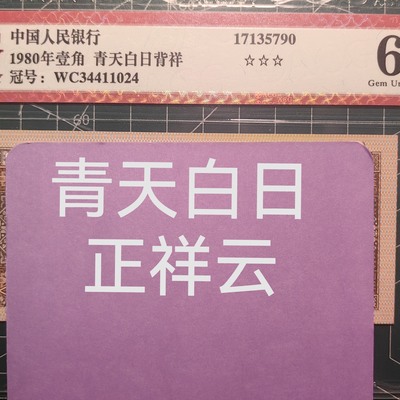 中国人民银行 17135790
1980年壹角 青天白日背祥 ☆☆☆ 6
冠号：WC34411024 Gem Un
60
青天白日
正祥云